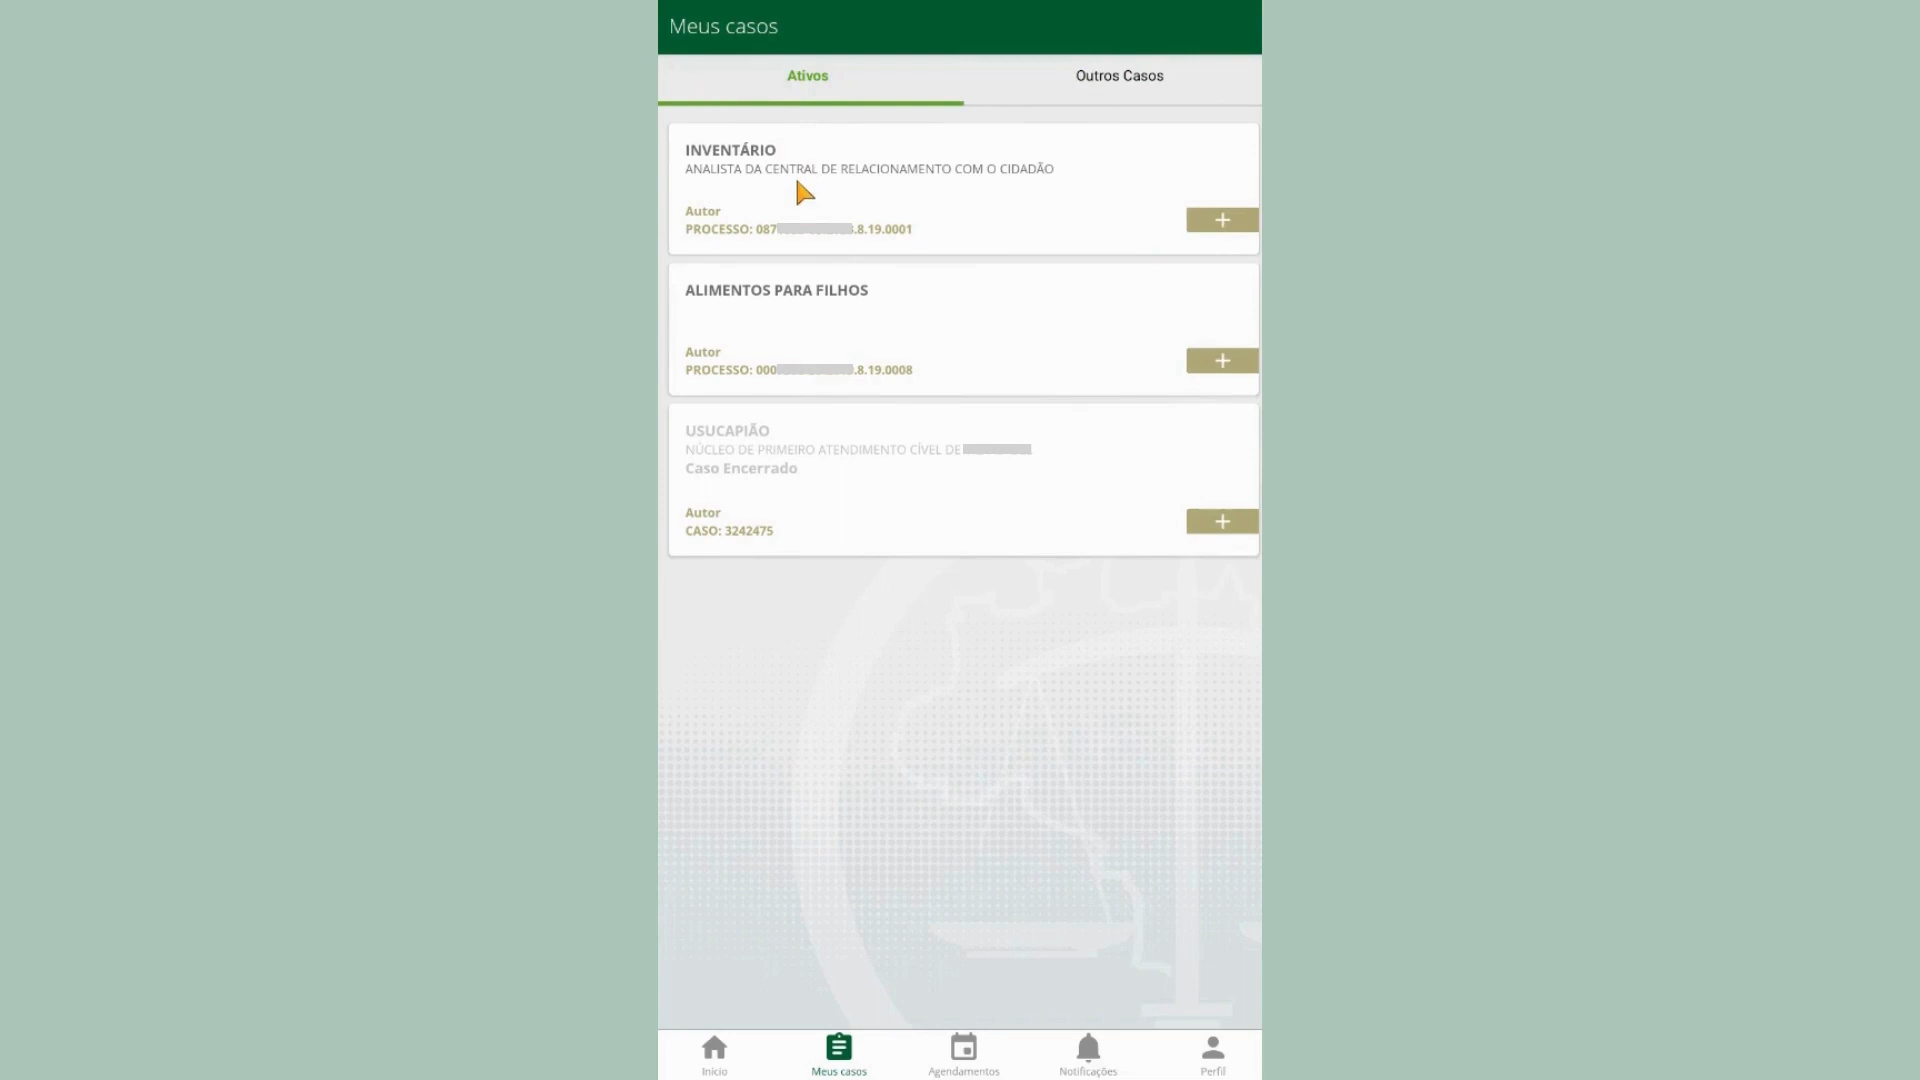 Meus casos
Ativos
Outros Casos
INVENTÁRIO
ANALISTA DA CENTRAL DE RELACIONAMENTO COM O CIDADÃO
Autor
PROCESSO: 087 .8.19.0001
ALIMENTOS PARA FILHOS
Autor
PROCESSO: 000 .8.19.0008
USUCAPIÃO
NÚCLEO DE PRIMEIRO ATENDIMENTO CÍVEL DE
Caso Encerrado
Autor
CASO: 3242475
Início
Meus casos
Agendamentos
Notificações
Perfil